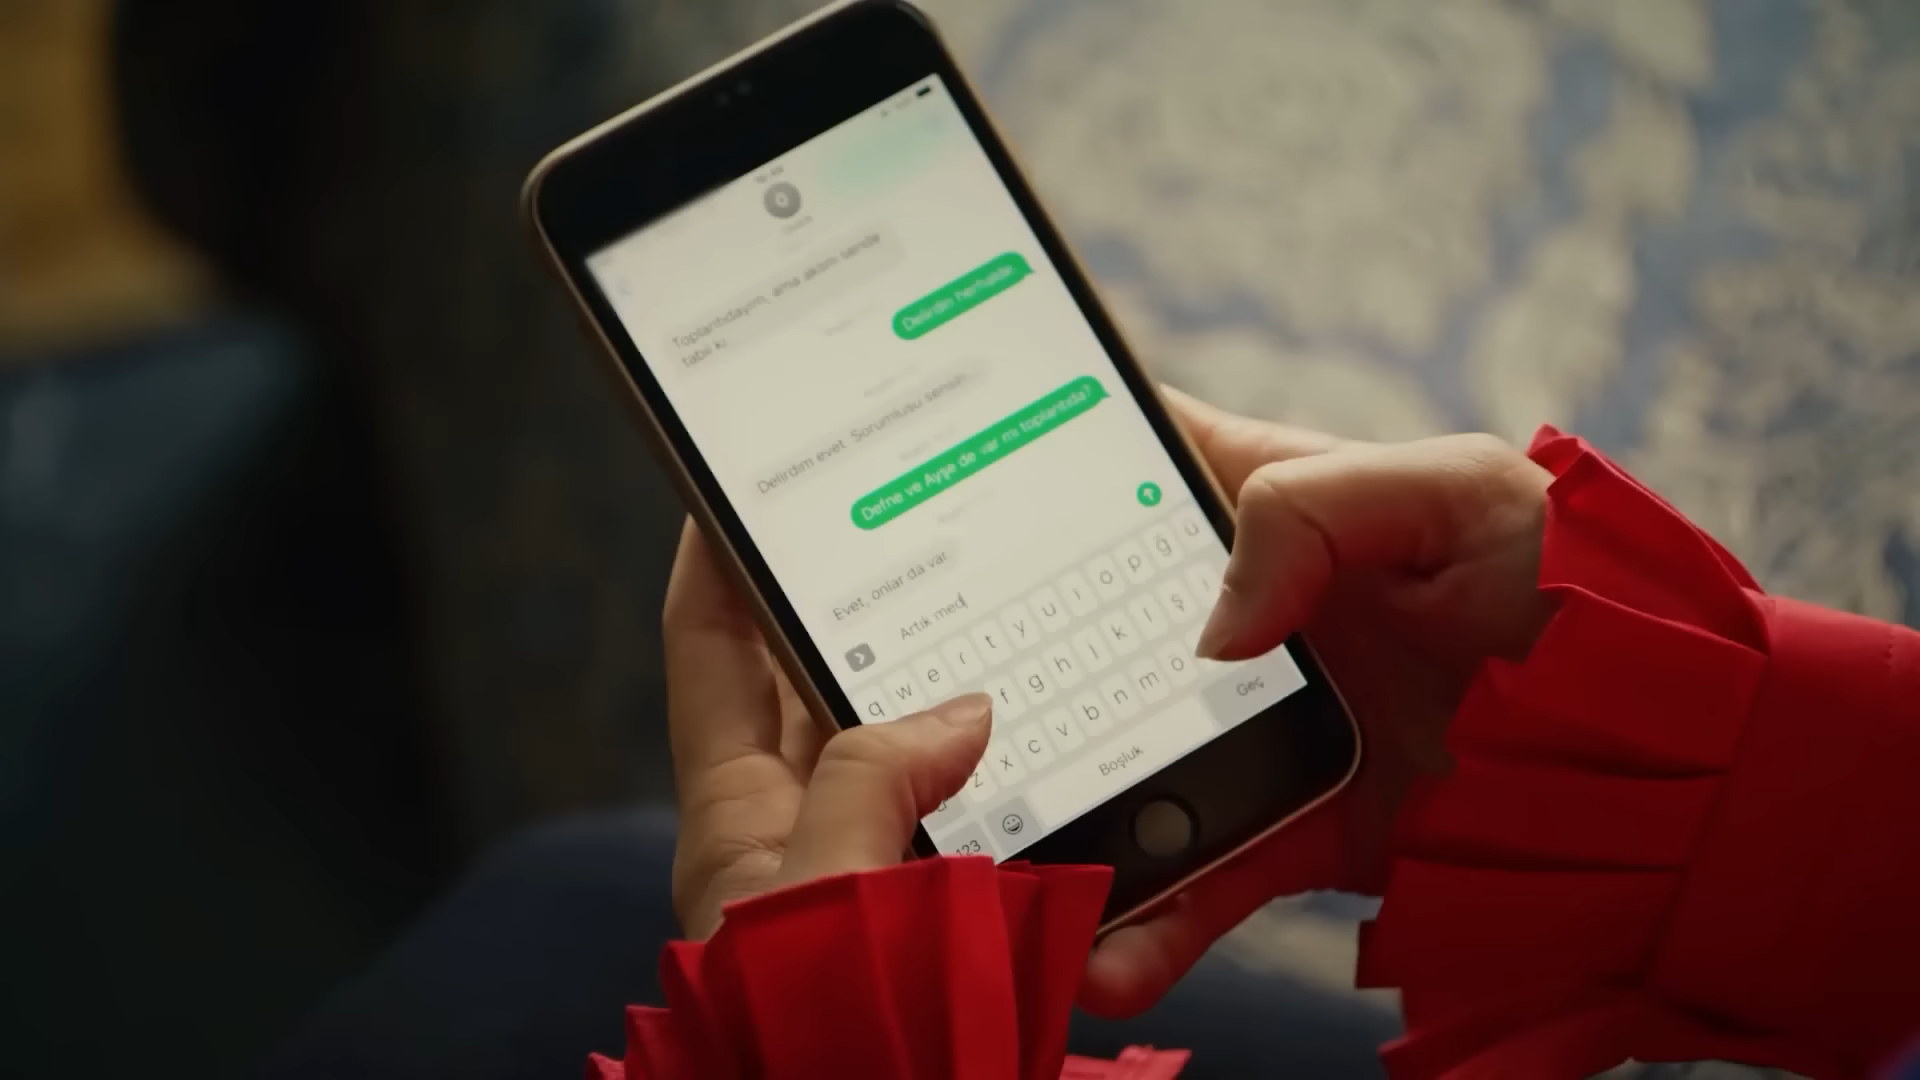 Toplantıdayım, ama aklım sende
tabii ki.
Delirdin herhalde.
Delirdim evet. Sorumlusu sensin.
Defne ve Ayşe de var mı toplantıda?
Evet, onlar da var.
Artık med
q w e r t y u ı o p ğ ü
f g h j k l ş i
z x c v b n m ö
123 Boşluk Geç